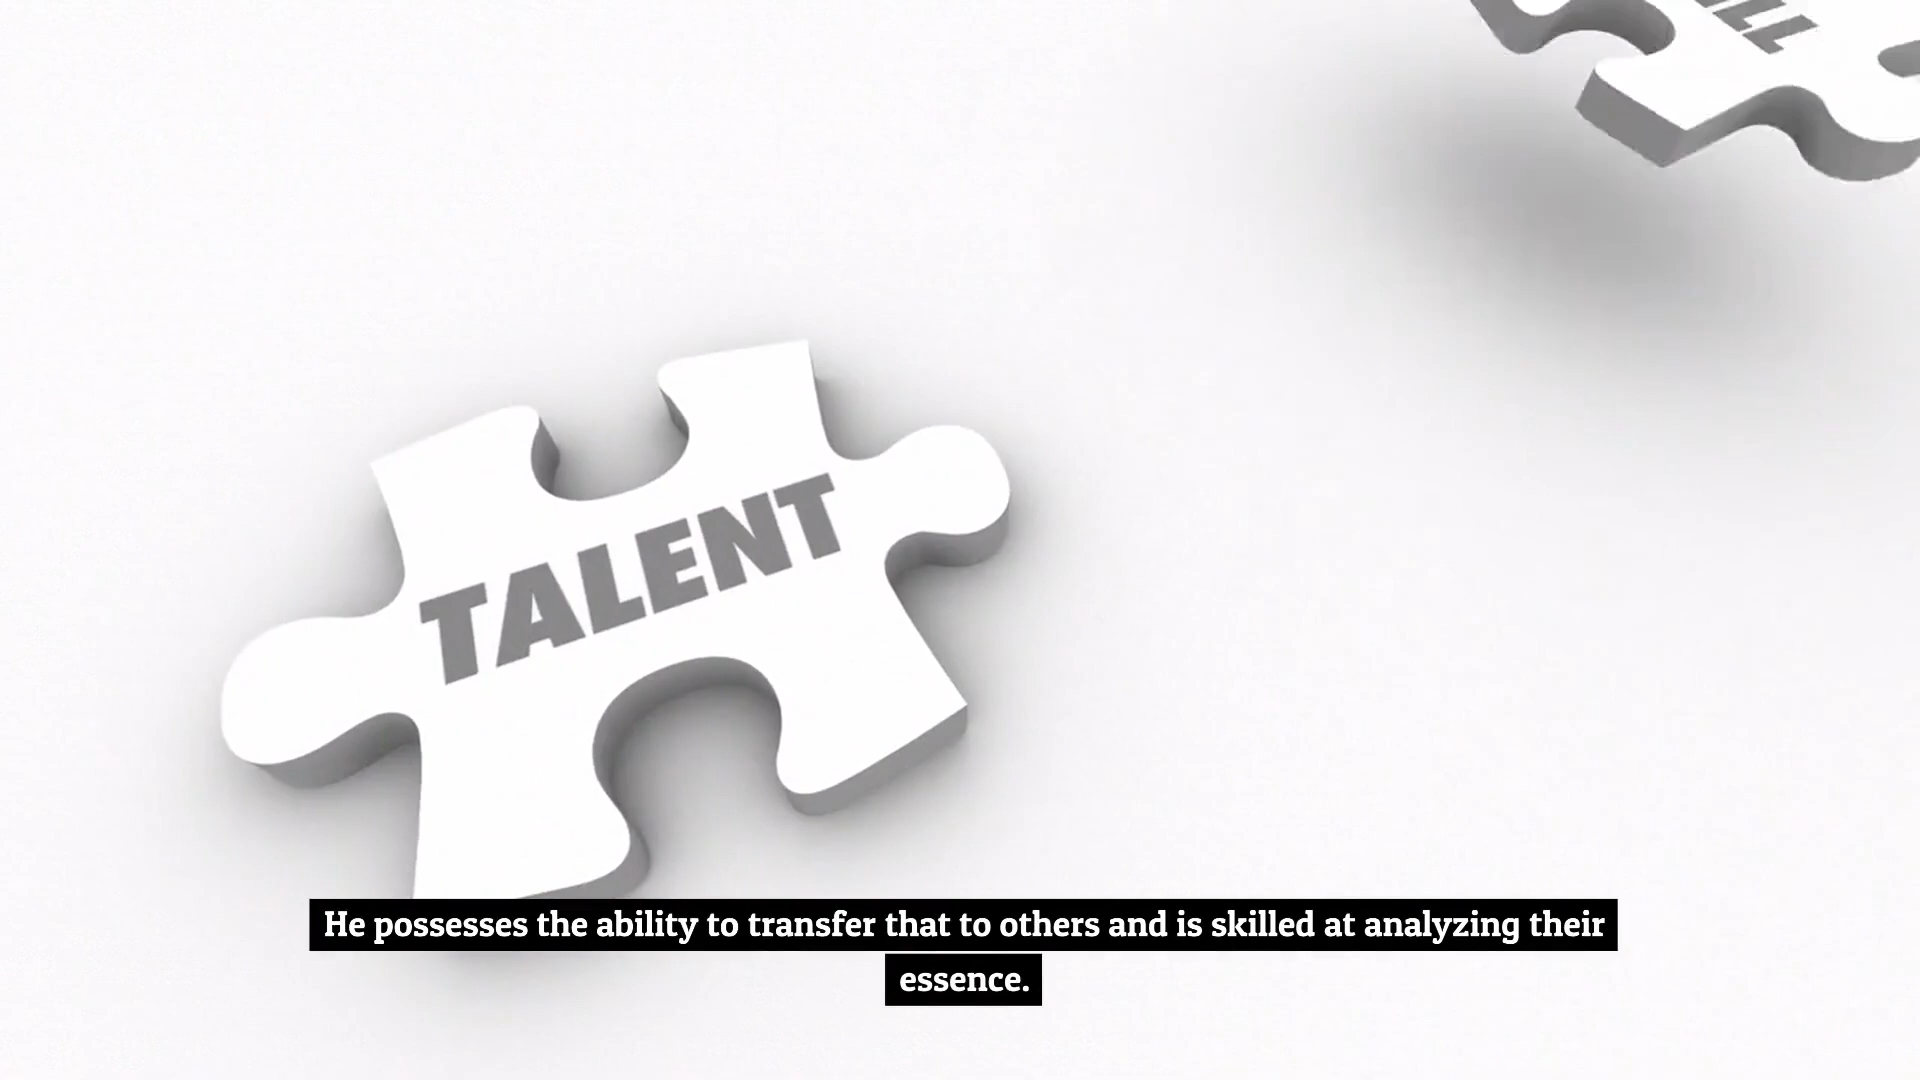 TALENT
He possesses the ability to transfer that to others and is skilled at analyzing their
essence.